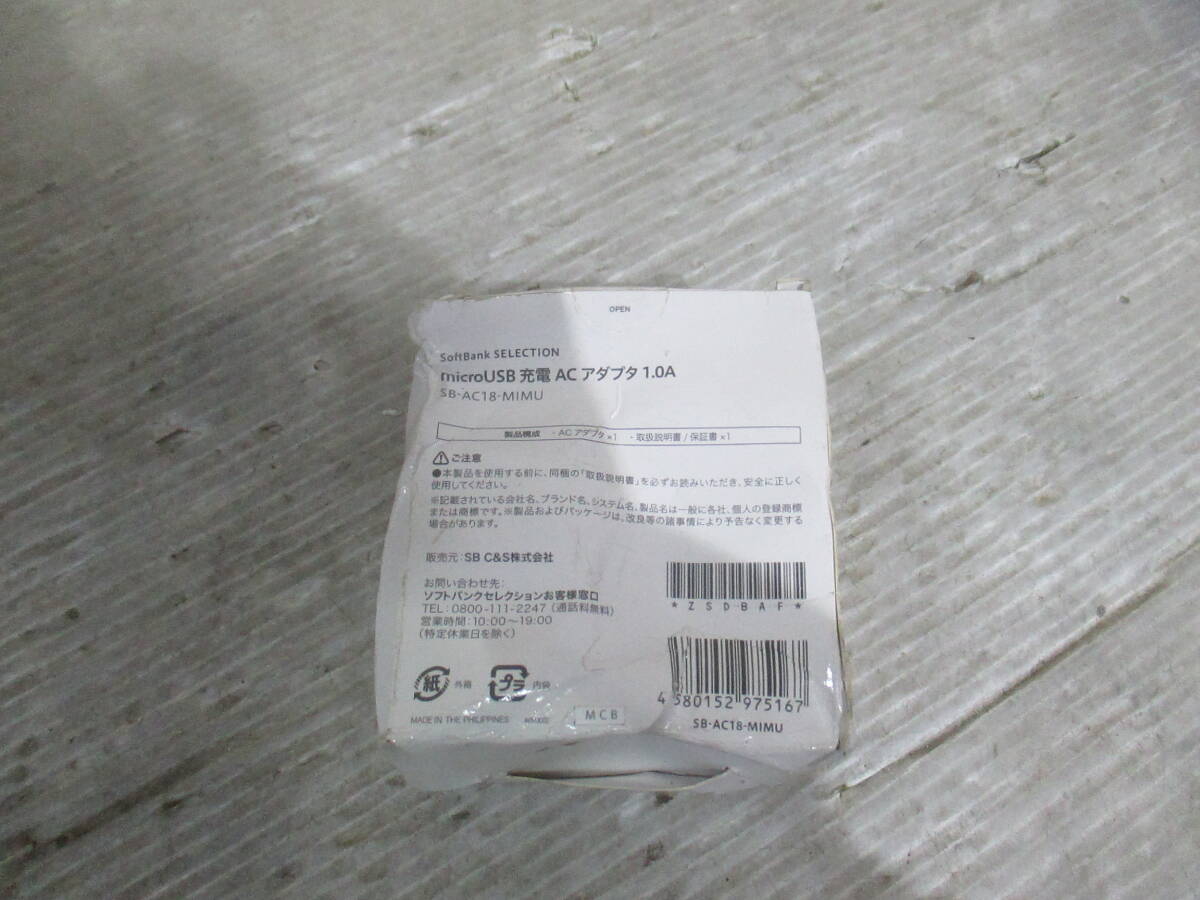 OPEN
SoftBank SELECTION
microUSB 充電 AC アダプタ 1.0A
SB-AC18-MIMU
製品構成 ・AC アダプタ×1 ・取扱説明書 / 保証書×1
ご注意
●本製品を使用する前に、同梱の「取扱説明書」を必ずお読みいただき、安全に正しく
使用してください。
※記載されている会社名、ブランド名、システム名、製品名は一般に各社、個人の登録商標
または商標です。※製品およびパッケージは、改良等の諸事情により予告なく変更する
場合があります。
販売元：SB C&S株式会社
お問い合わせ先：
ソフトバンクセレクションお客様窓口
TEL：0800-111-2247（通話料無料）
営業時間：10:00〜19:00
（特定休業日を除く）
*ZSDBAF*
紙 外箱 プラ 内袋
4 580152 975167
MADE IN THE PHILIPPINES
MCB
SB-AC18-MIMU